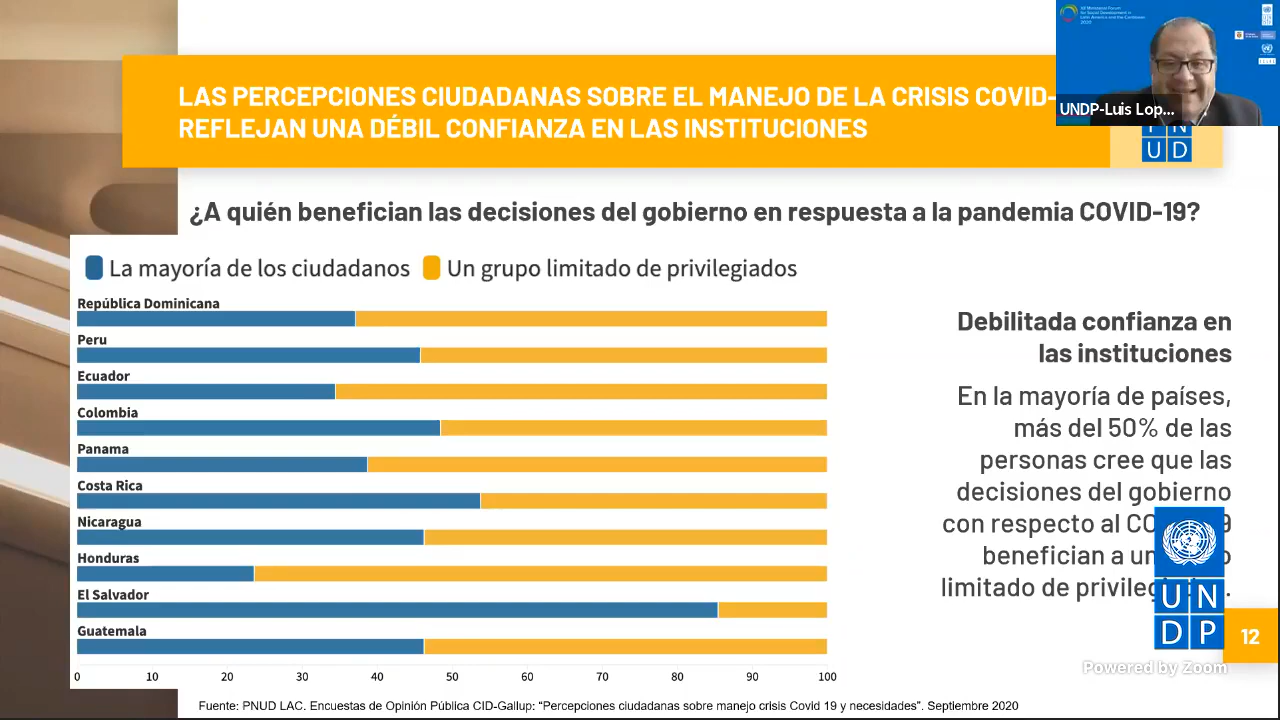 LAS PERCEPCIONES CIUDADANAS SOBRE EL MANEJO DE LA CRISIS COVID-
REFLEJAN UNA DÉBIL CONFIANZA EN LAS INSTITUCIONES
UNDP-Luis Lop...
U D
¿A quién benefician las decisiones del gobierno en respuesta a la pandemia COVID-19?
La mayoría de los ciudadanos Un grupo limitado de privilegiados
República Dominicana
Peru
Ecuador
Colombia
Panama
Costa Rica
Nicaragua
Honduras
El Salvador
Guatemala
0 10 20 30 40 50 60 70 80 90 100
Debilitada confianza en
las instituciones
En la mayoría de países,
más del 50% de las
personas cree que las
decisiones del gobierno
con respecto al
benefician a
limitado de
U N
D P
12
Powered by Zoom
Fuente: PNUD LAC. Encuestas de Opinión Pública CID-Gallup: “Percepciones ciudadanas sobre manejo crisis Covid 19 y necesidades”. Septiembre 2020